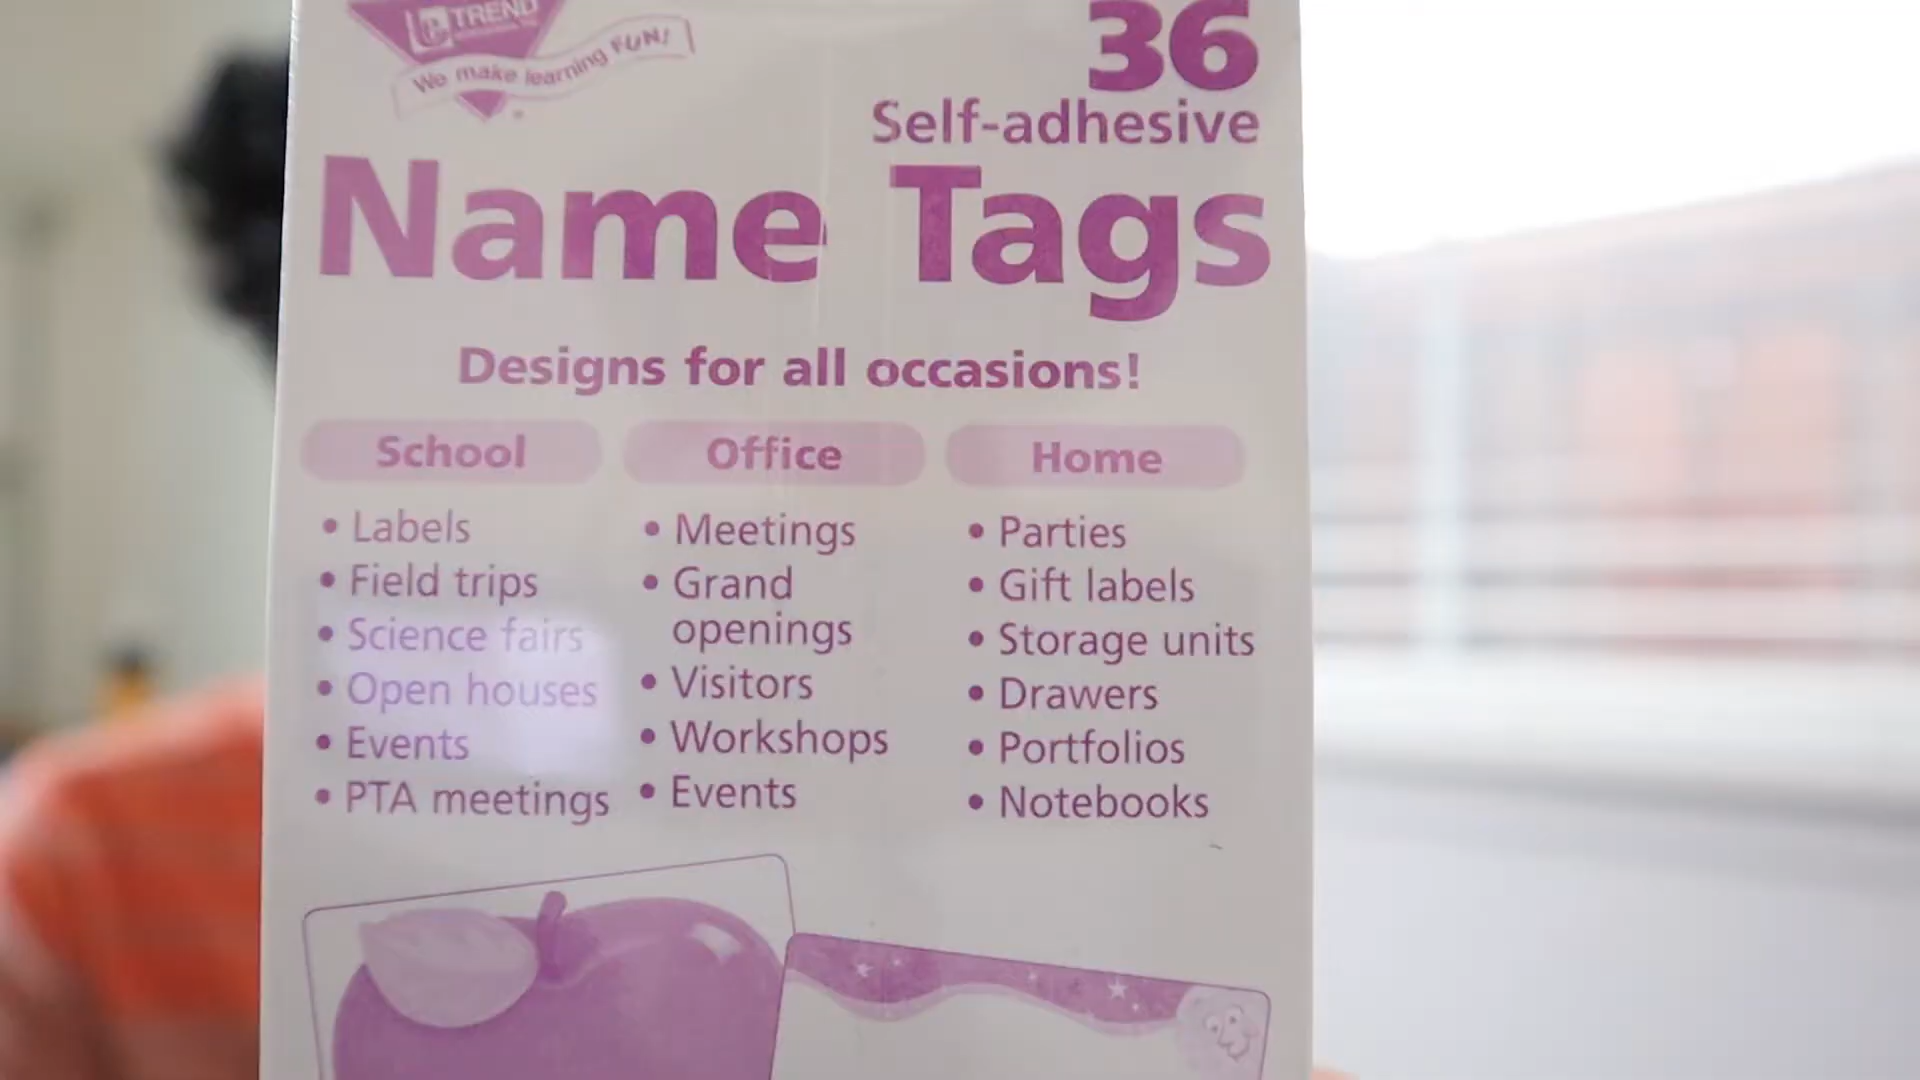 TREND
We make learning FUN!
36
Self-adhesive
Name Tags
Designs for all occasions!
School
• Labels
• Field trips
• Science fairs
• Open houses
• Events
• PTA meetings
Office
• Meetings
• Grand
openings
• Visitors
• Workshops
• Events
Home
• Parties
• Gift labels
• Storage units
• Drawers
• Portfolios
• Notebooks